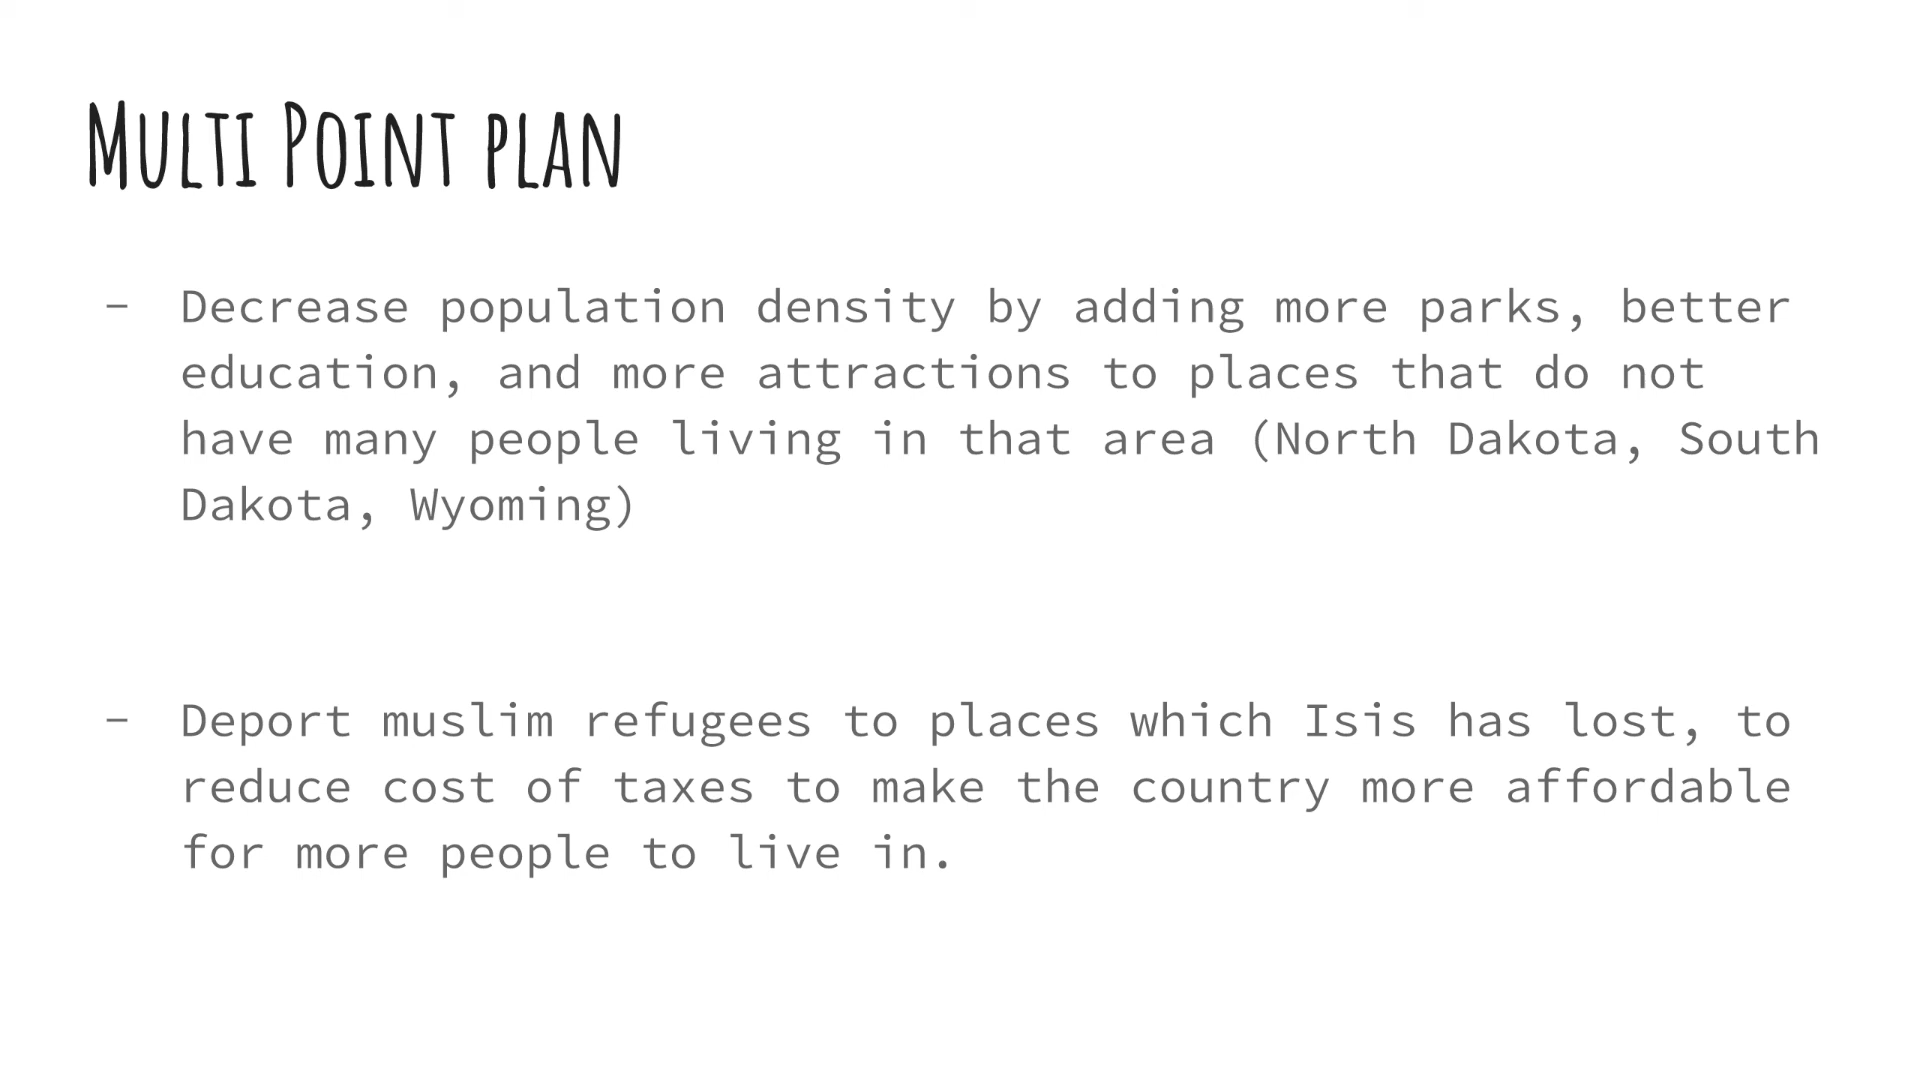 Multi Point plan
- Decrease population density by adding more parks, better
education, and more attractions to places that do not
have many people living in that area (North Dakota, South
Dakota, Wyoming)
- Deport muslim refugees to places which Isis has lost, to
reduce cost of taxes to make the country more affordable
for more people to live in.